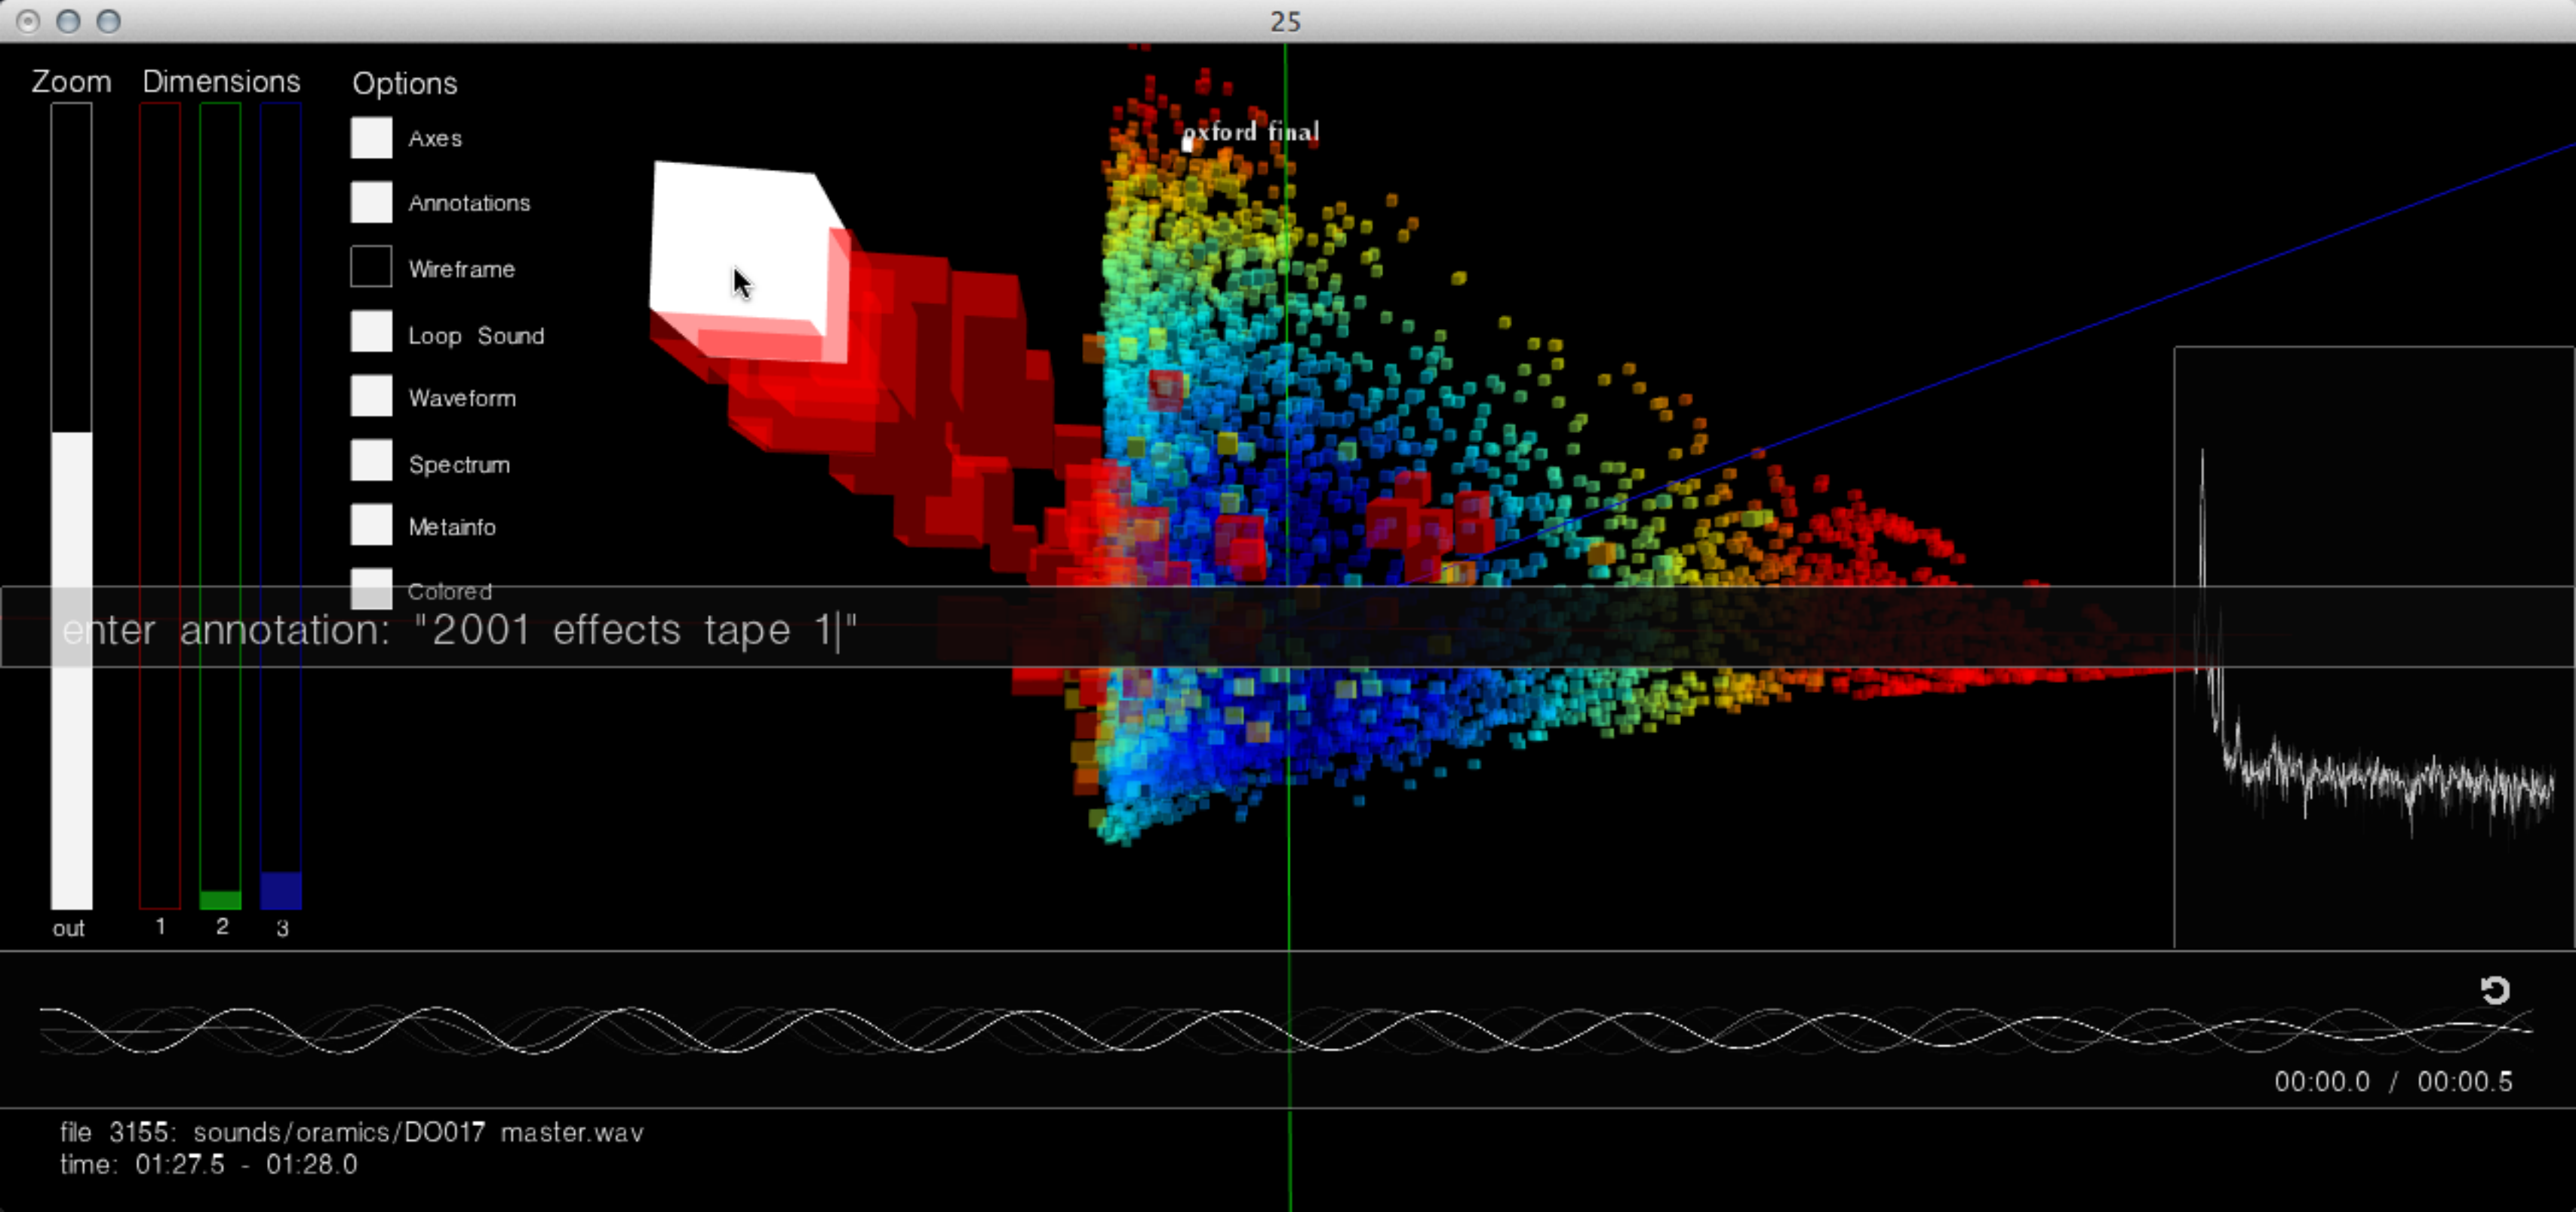 25
Zoom
Dimensions
Options
Axes
Annotations
Wireframe
Loop Sound
Waveform
Spectrum
Metainfo
Colored
oxford final
enter annotation: "2001 effects tape 1|"
out
1
2
3
00:00.0 / 00:00.5
file 3155: sounds/oramics/DO017 master.wav
time: 01:27.5 - 01:28.0